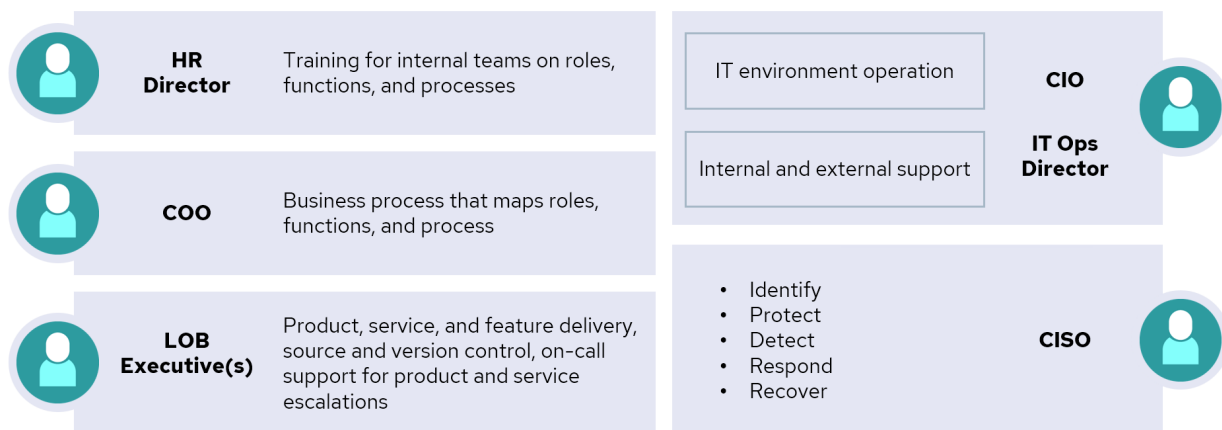 HR
Director
Training for internal teams on roles,
functions, and processes
COO
Business process that maps roles,
functions, and process
LOB
Executive(s)
Product, service, and feature delivery,
source and version control, on-call
support for product and service
escalations
IT environment operation
Internal and external support
CIO
IT Ops
Director
• Identify
• Protect
• Detect
• Respond
• Recover
CISO